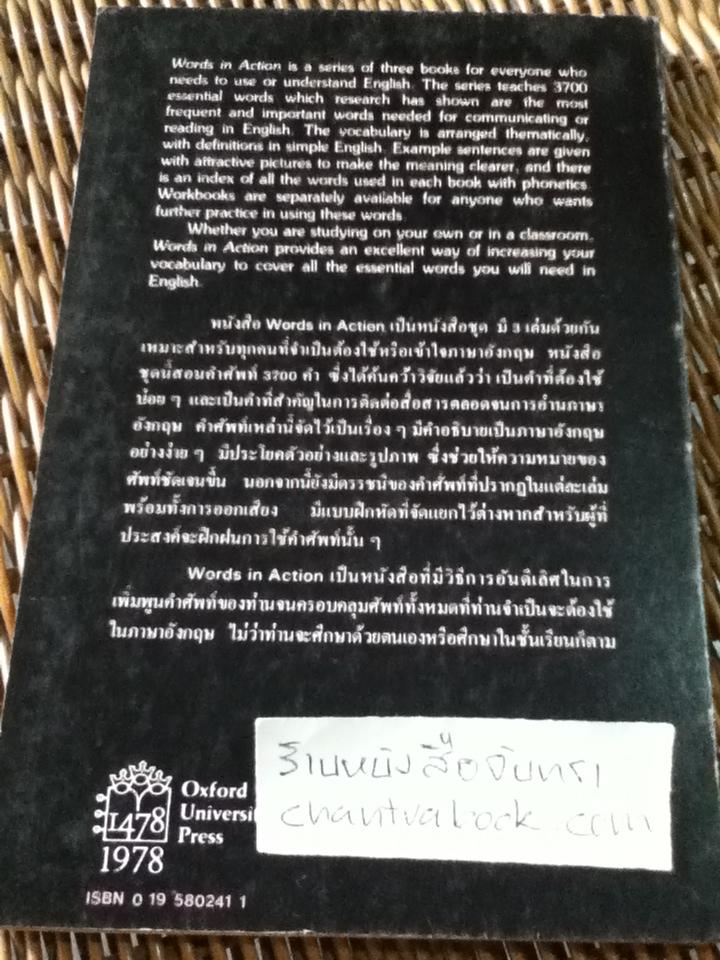 Words in Action is a series of three books for everyone who
needs to use or understand English. The series teaches 3700
essential words which research has shown are the most
frequent and important words needed for communicating or
reading in English. The vocabulary is arranged thematically,
with definitions in simple English. Example sentences are given
with attractive pictures to make the meaning clearer, and there
is an index of all the words used in each book with phonetics.
Workbooks are separately available for anyone who wants
further practice in using these words.
Whether you are studying on your own or in a classroom,
Words in Action provides an excellent way of increasing your
vocabulary to cover all the essential words you will need in
English.
หนังสือ Words in Action เป็นหนังสือชุด มี 3 เล่มด้วยกัน
เหมาะสำหรับทุกคนที่จำเป็นต้องใช้หรือเข้าใจภาษาอังกฤษ หนังสือ
ชุดนี้สอนคำศัพท์ 3700 คำ ซึ่งได้ค้นคว้าวิจัยแล้วว่า เป็นคำที่ต้องใช้
บ่อย ๆ และเป็นคำที่สำคัญในการติดต่อสื่อสารตลอดจนการอ่านภาษา
อังกฤษ คำศัพท์เหล่านี้จัดไว้เป็นเรื่อง ๆ มีคำอธิบายเป็นภาษาอังกฤษ
อย่างง่าย ๆ มีประโยคตัวอย่างและรูปภาพ ซึ่งช่วยให้ความหมายของ
ศัพท์ชัดเจนขึ้น นอกจากนี้ยังมีดรรชนีของคำศัพท์ที่ปรากฏในแต่ละเล่ม
พร้อมทั้งการออกเสียง มีแบบฝึกหัดที่จัดแยกไว้ต่างหากสำหรับผู้ที่
ประสงค์จะฝึกฝนการใช้คำศัพท์นั้น ๆ
Words in Action เป็นหนังสือที่มีวิธีการอันดีเลิศในการ
เพิ่มพูนคำศัพท์ของท่านจนครอบคลุมศัพท์ทั้งหมดที่ท่านจำเป็นจะต้องใช้
ในภาษาอังกฤษ ไม่ว่าท่านจะศึกษาด้วยตนเองหรือศึกษาในชั้นเรียนก็ตาม
ร้านหนังสือจันทรา
chantrabook.com
Oxford
Universit
Press
1478
1978
ISBN 0 19 580241 1